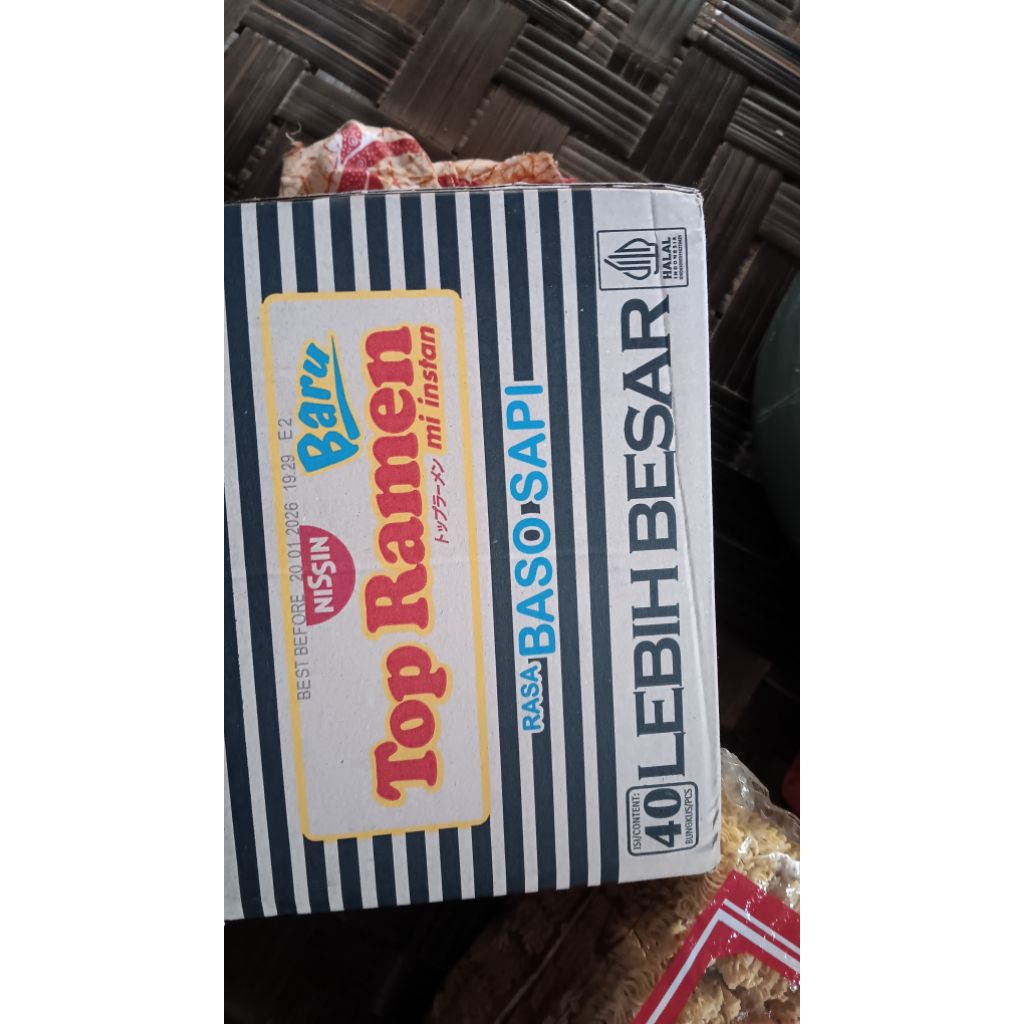 BEST BEFORE 20 01 2026 19:29 E2
NISSIN
Baru
Top Ramen
トップラーメン mi instan
RASA BASO SAPI
ISI/CONTENT:
40
BUNGKUS/PCS
LEBIH BESAR
HALAL
INDONESIA